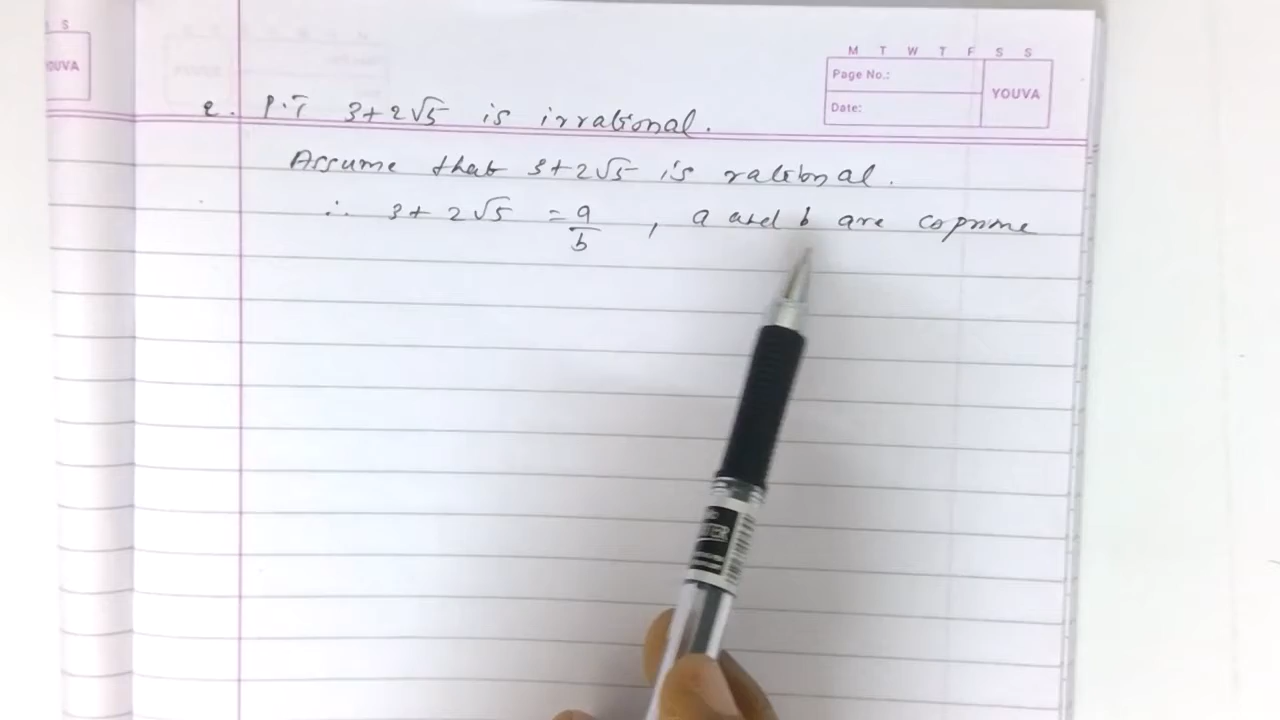 S
YOUVA
M T W T F S S
Page No.:
YOUVA
Date:
2. P.T 3+2√5 is irrational.
Assume that 3+2√5 is rational.
∴ 3+ 2√5 = a/b , a and b are coprime